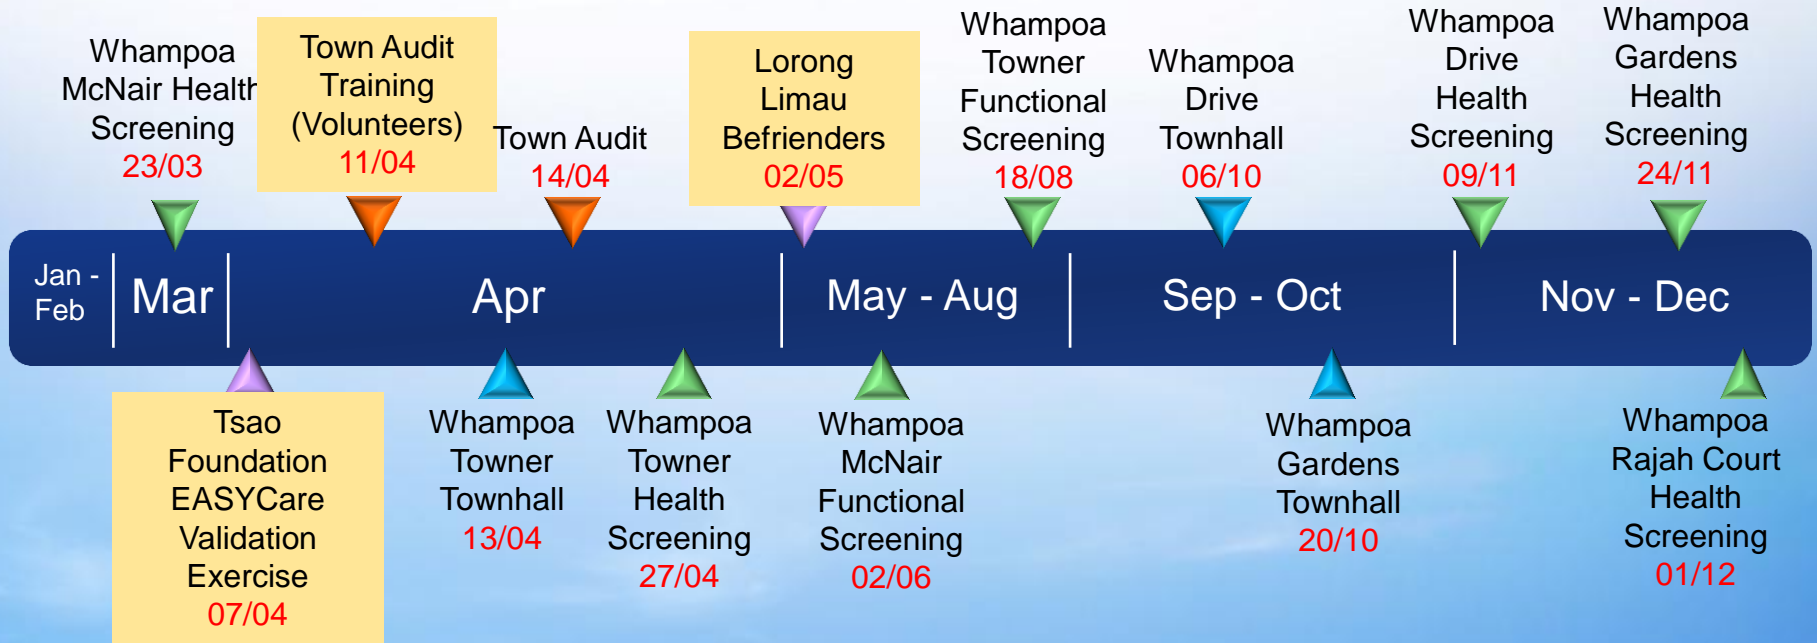 Whampoa
McNair Health
Screening
23/03
Town Audit
Training
(Volunteers)
11/04
Town Audit
14/04
Lorong
Limau
Befrienders
02/05
Whampoa
Towner
Functional
Screening
18/08
Whampoa
Drive
Townhall
06/10
Whampoa
Drive
Health
Screening
09/11
Whampoa
Gardens
Health
Screening
24/11
Jan -
Feb
Mar
Apr
May - Aug
Sep - Oct
Nov - Dec
Tsao
Foundation
EASYCare
Validation
Exercise
07/04
Whampoa
Towner
Townhall
13/04
Whampoa
Towner
Health
Screening
27/04
Whampoa
McNair
Functional
Screening
02/06
Whampoa
Gardens
Townhall
20/10
Whampoa
Rajah Court
Health
Screening
01/12